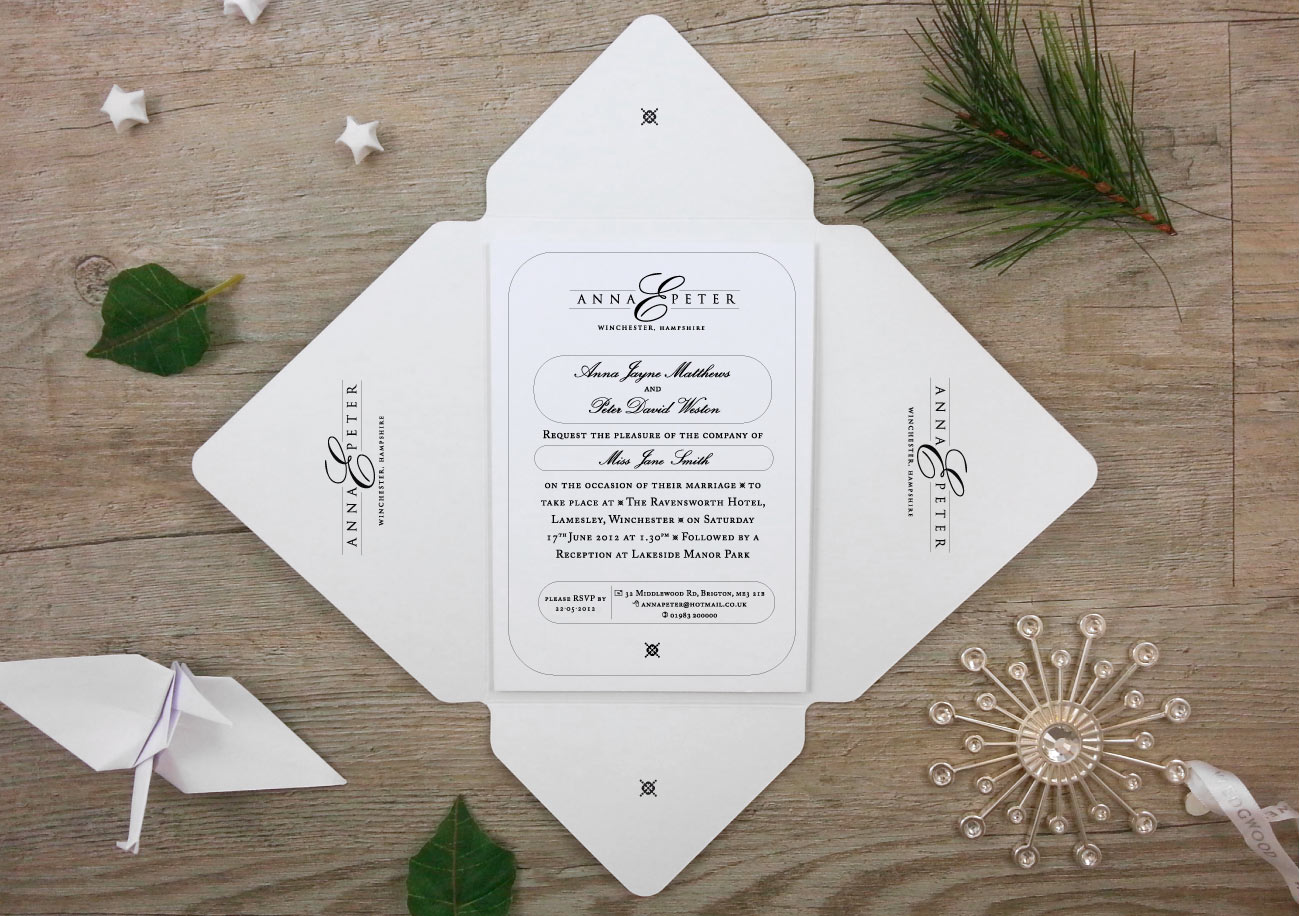 ANNA & PETER
WINCHESTER, HAMPSHIRE
Anna Jayne Matthews
AND
Peter David Weston
REQUEST THE PLEASURE OF THE COMPANY OF
Miss Jane Smith
ON THE OCCASION OF THEIR MARRIAGE TO
TAKE PLACE AT THE RAVENSWORTH HOTEL,
LAMESLEY, WINCHESTER ON SATURDAY
17TH JUNE 2012 AT 1.30PM FOLLOWED BY A
RECEPTION AT LAKESIDE MANOR PARK
PLEASE RSVP BY
22·05·2012
32 MIDDLEWOOD RD, BRIGTON, ME3 21B
ANNAPETER@HOTMAIL.CO.UK
01983 200000
ANNA & PETER
WINCHESTER, HAMPSHIRE
ANNA & PETER
WINCHESTER, HAMPSHIRE
WEDGWOOD